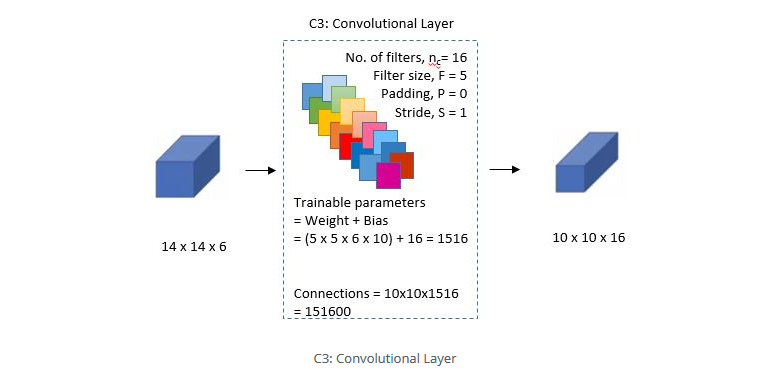 C3: Convolutional Layer
No. of filters, nc= 16
Filter size, F = 5
Padding, P = 0
Stride, S = 1
Trainable parameters
= Weight + Bias
= (5 x 5 x 6 x 10) + 16 = 1516
14 x 14 x 6
10 x 10 x 16
Connections = 10x10x1516
= 151600
C3: Convolutional Layer